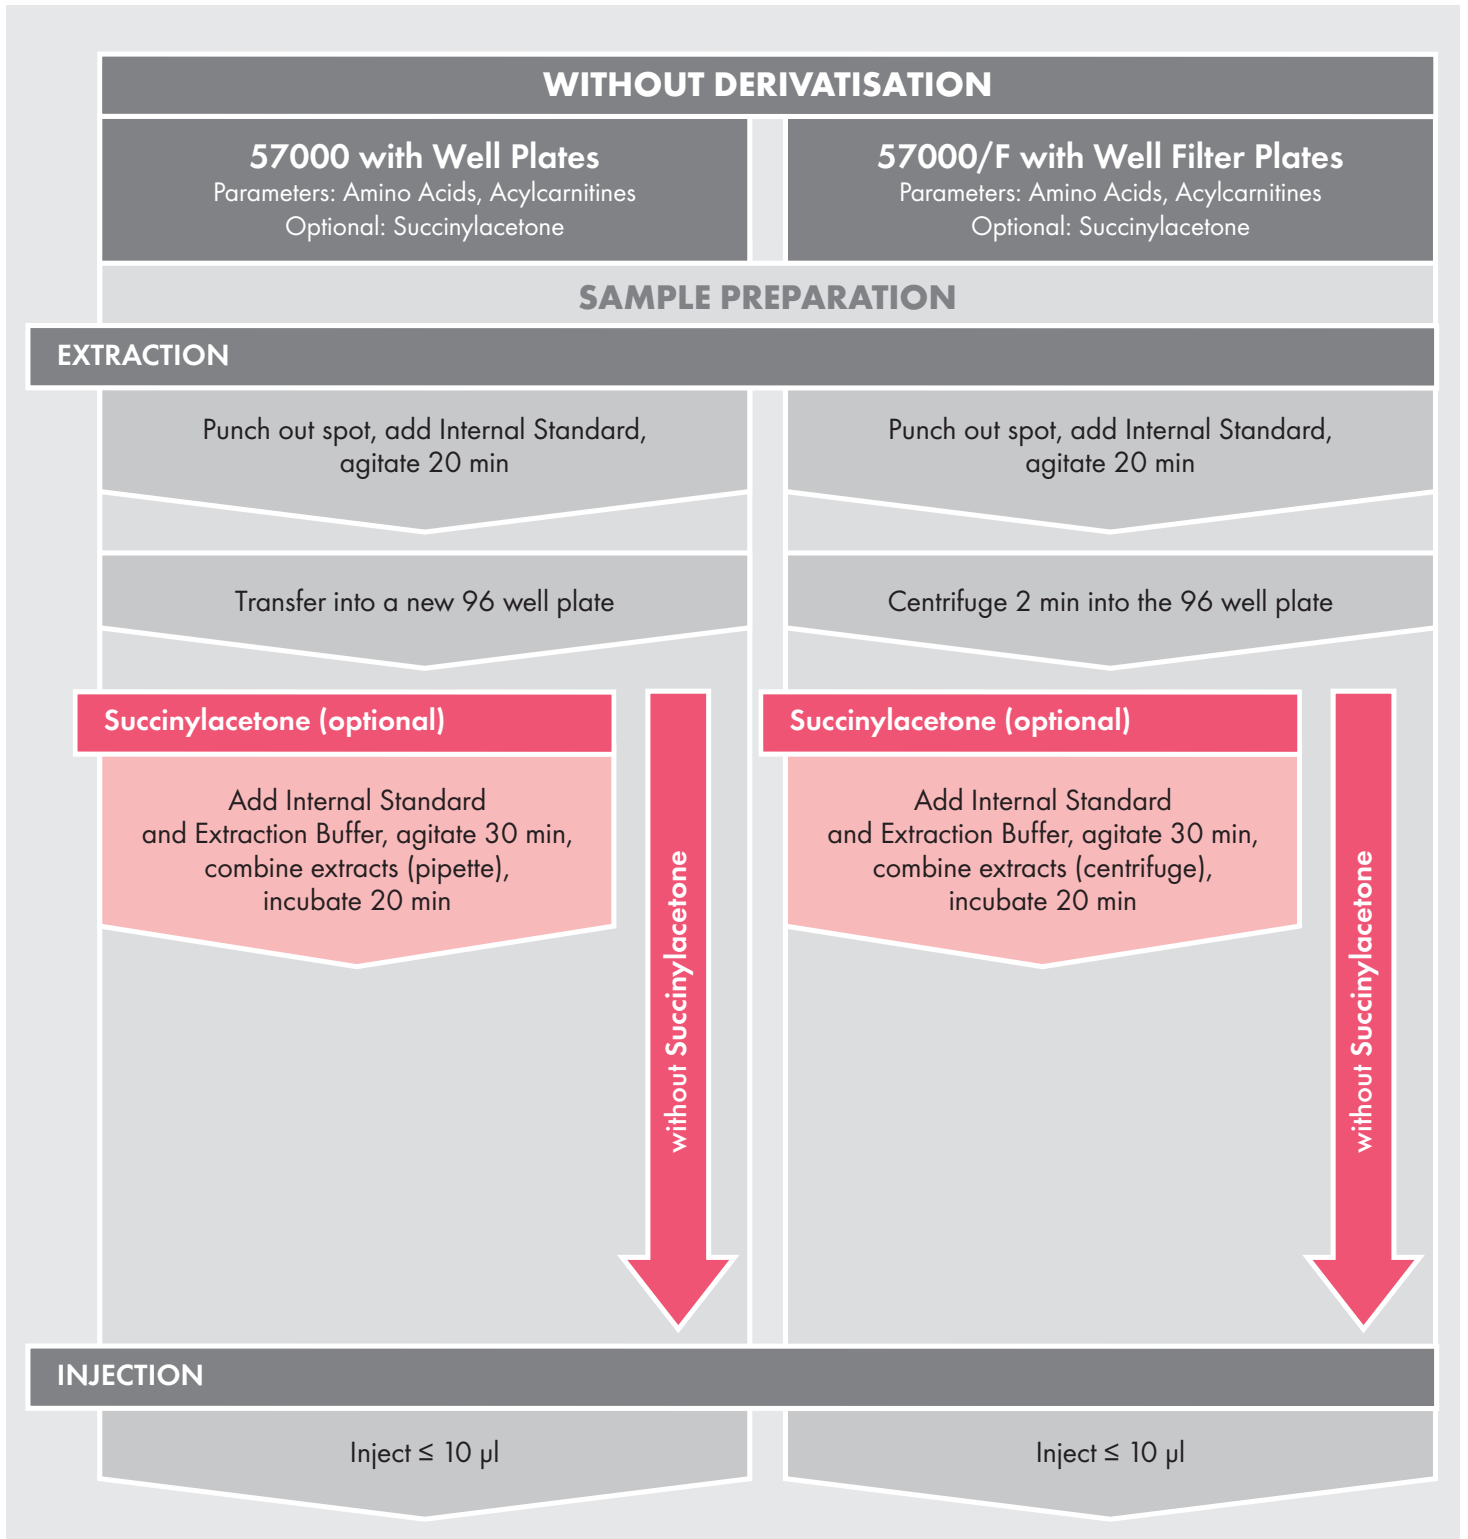 WITHOUT DERIVATISATION
57000 with Well Plates
Parameters: Amino Acids, Acylcarnitines
Optional: Succinylacetone
57000/F with Well Filter Plates
Parameters: Amino Acids, Acylcarnitines
Optional: Succinylacetone
SAMPLE PREPARATION
EXTRACTION
Punch out spot, add Internal Standard,
agitate 20 min
Punch out spot, add Internal Standard,
agitate 20 min
Transfer into a new 96 well plate
Centrifuge 2 min into the 96 well plate
Succinylacetone (optional)
Add Internal Standard
and Extraction Buffer, agitate 30 min,
combine extracts (pipette),
incubate 20 min
without Succinylacetone
Succinylacetone (optional)
Add Internal Standard
and Extraction Buffer, agitate 30 min,
combine extracts (centrifuge),
incubate 20 min
without Succinylacetone
INJECTION
Inject ≤ 10 µl
Inject ≤ 10 µl